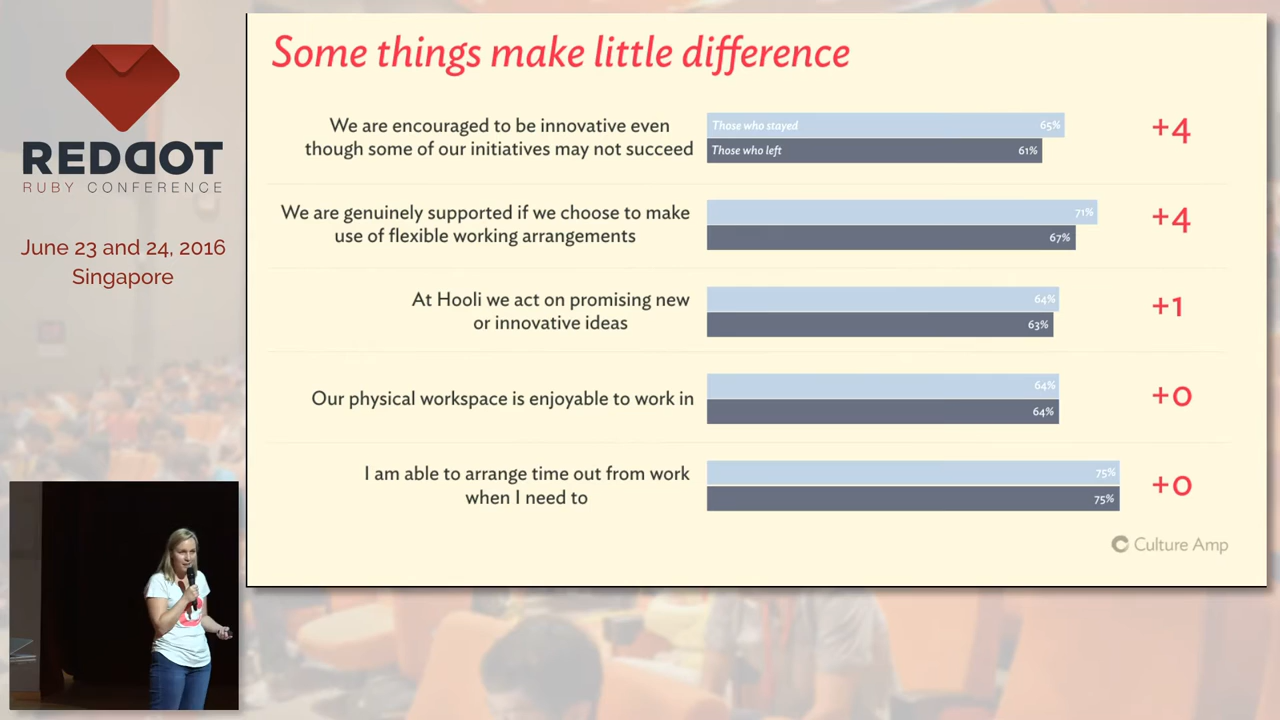 REDDOT
RUBY CONFERENCE
June 23 and 24, 2016
Singapore
Some things make little difference
We are encouraged to be innovative even
though some of our initiatives may not succeed
Those who stayed
65%
Those who left
61%
+4
We are genuinely supported if we choose to make
use of flexible working arrangements
71%
67%
+4
At Hooli we act on promising new
or innovative ideas
64%
63%
+1
Our physical workspace is enjoyable to work in
64%
64%
+0
I am able to arrange time out from work
when I need to
75%
75%
+0
Culture Amp